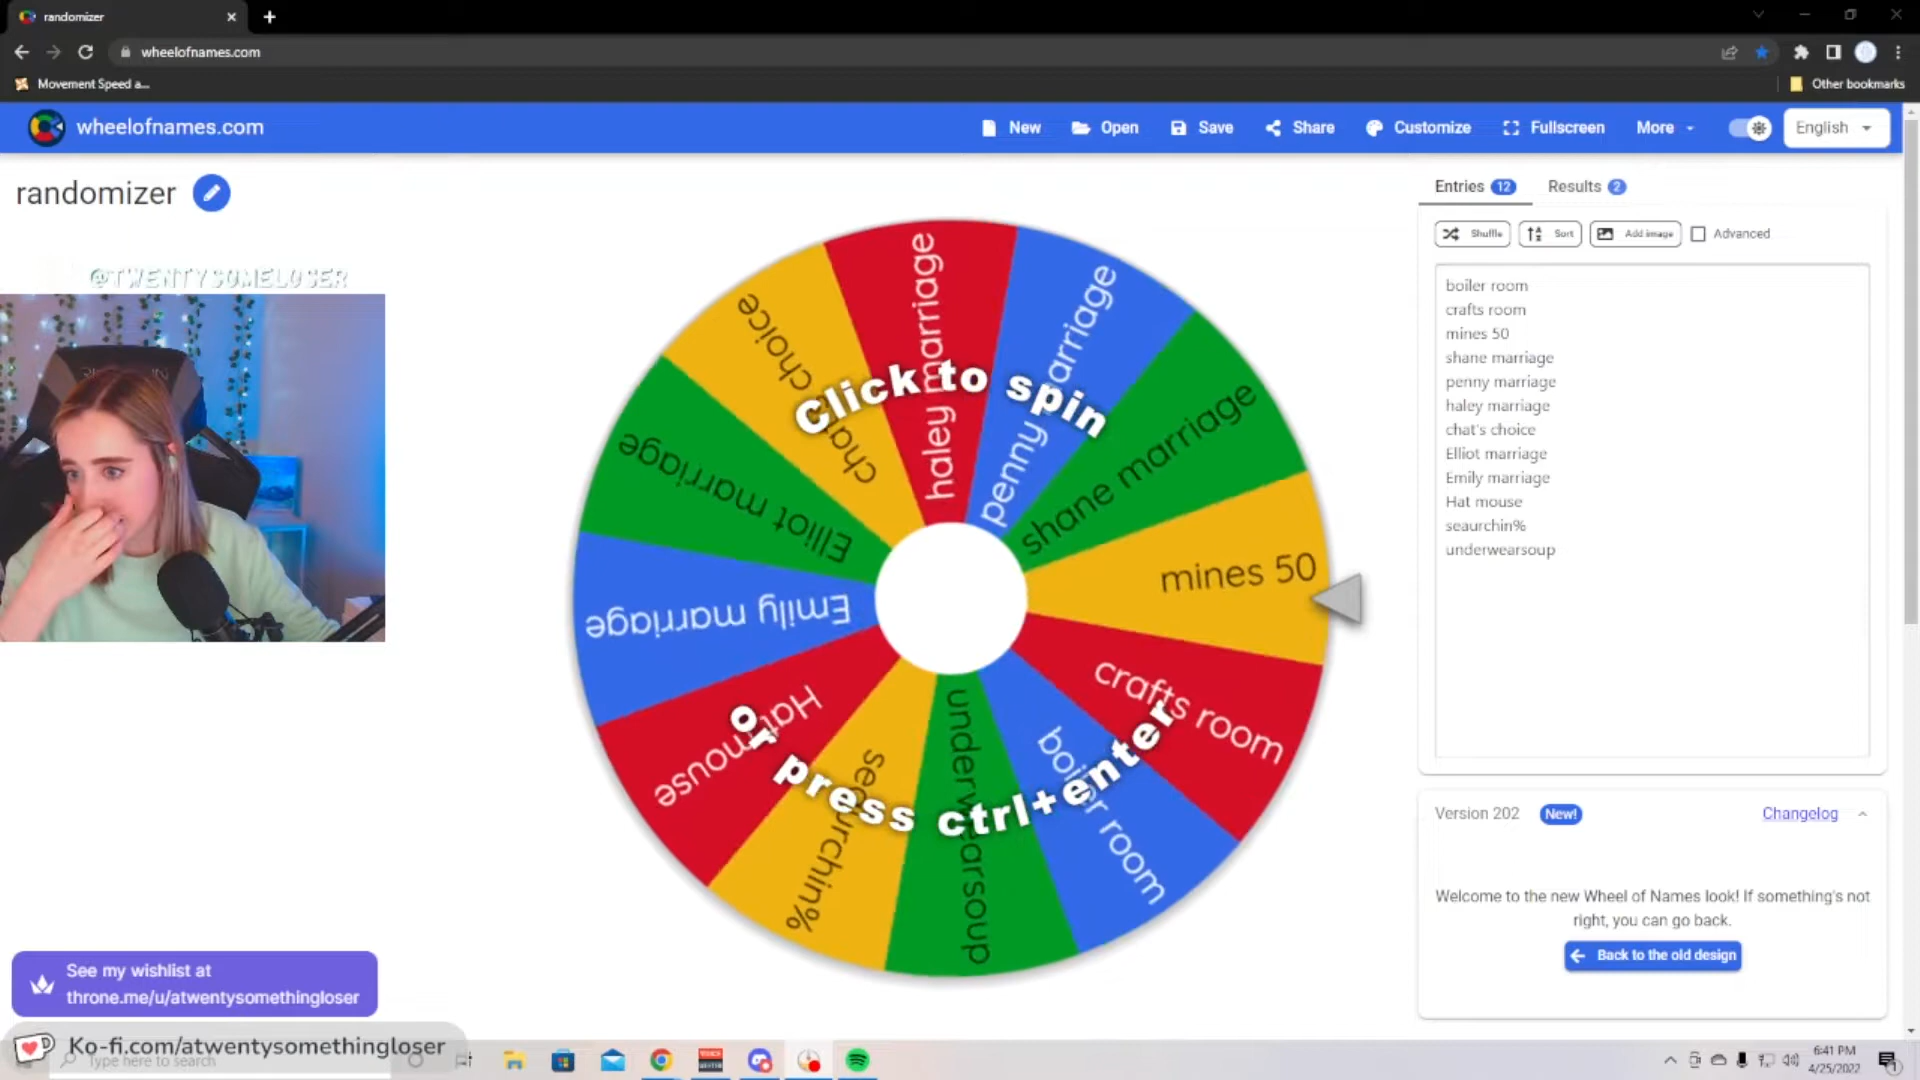 randomizer
wheelofnames.com
Movement Speed a...
Other bookmarks
wheelofnames.com
New
Open
Save
Share
Customize
Fullscreen
More
English
randomizer
@TWENTYSOMELOSER
Entries 12
Results 2
Shuffle
Sort
Add image
Advanced
boiler room
crafts room
mines 50
shane marriage
penny marriage
haley marriage
chat's choice
Elliot marriage
Emily marriage
Hat mouse
seaurchin%
underwearsoup
Click to spin
or press ctrl+enter
haley marriage
penny marriage
shane marriage
mines 50
crafts room
boiler room
underwearsoup
seaurchin%
Hat mouse
Emily marriage
Elliot marriage
chat's choice
Version 202
New!
Changelog
Welcome to the new Wheel of Names look! If something's not
right, you can go back.
Back to the old design
See my wishlist at
throne.me/u/atwentysomethingloser
Ko-fi.com/atwentysomethingloser
Type here to search
6:41 PM
4/25/2022